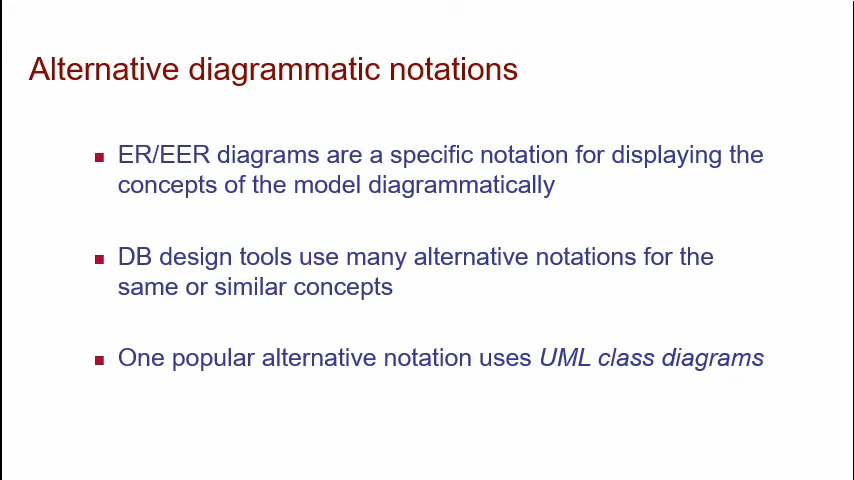 Alternative diagrammatic notations
ER/EER diagrams are a specific notation for displaying the
concepts of the model diagrammatically
DB design tools use many alternative notations for the
same or similar concepts
One popular alternative notation uses UML class diagrams